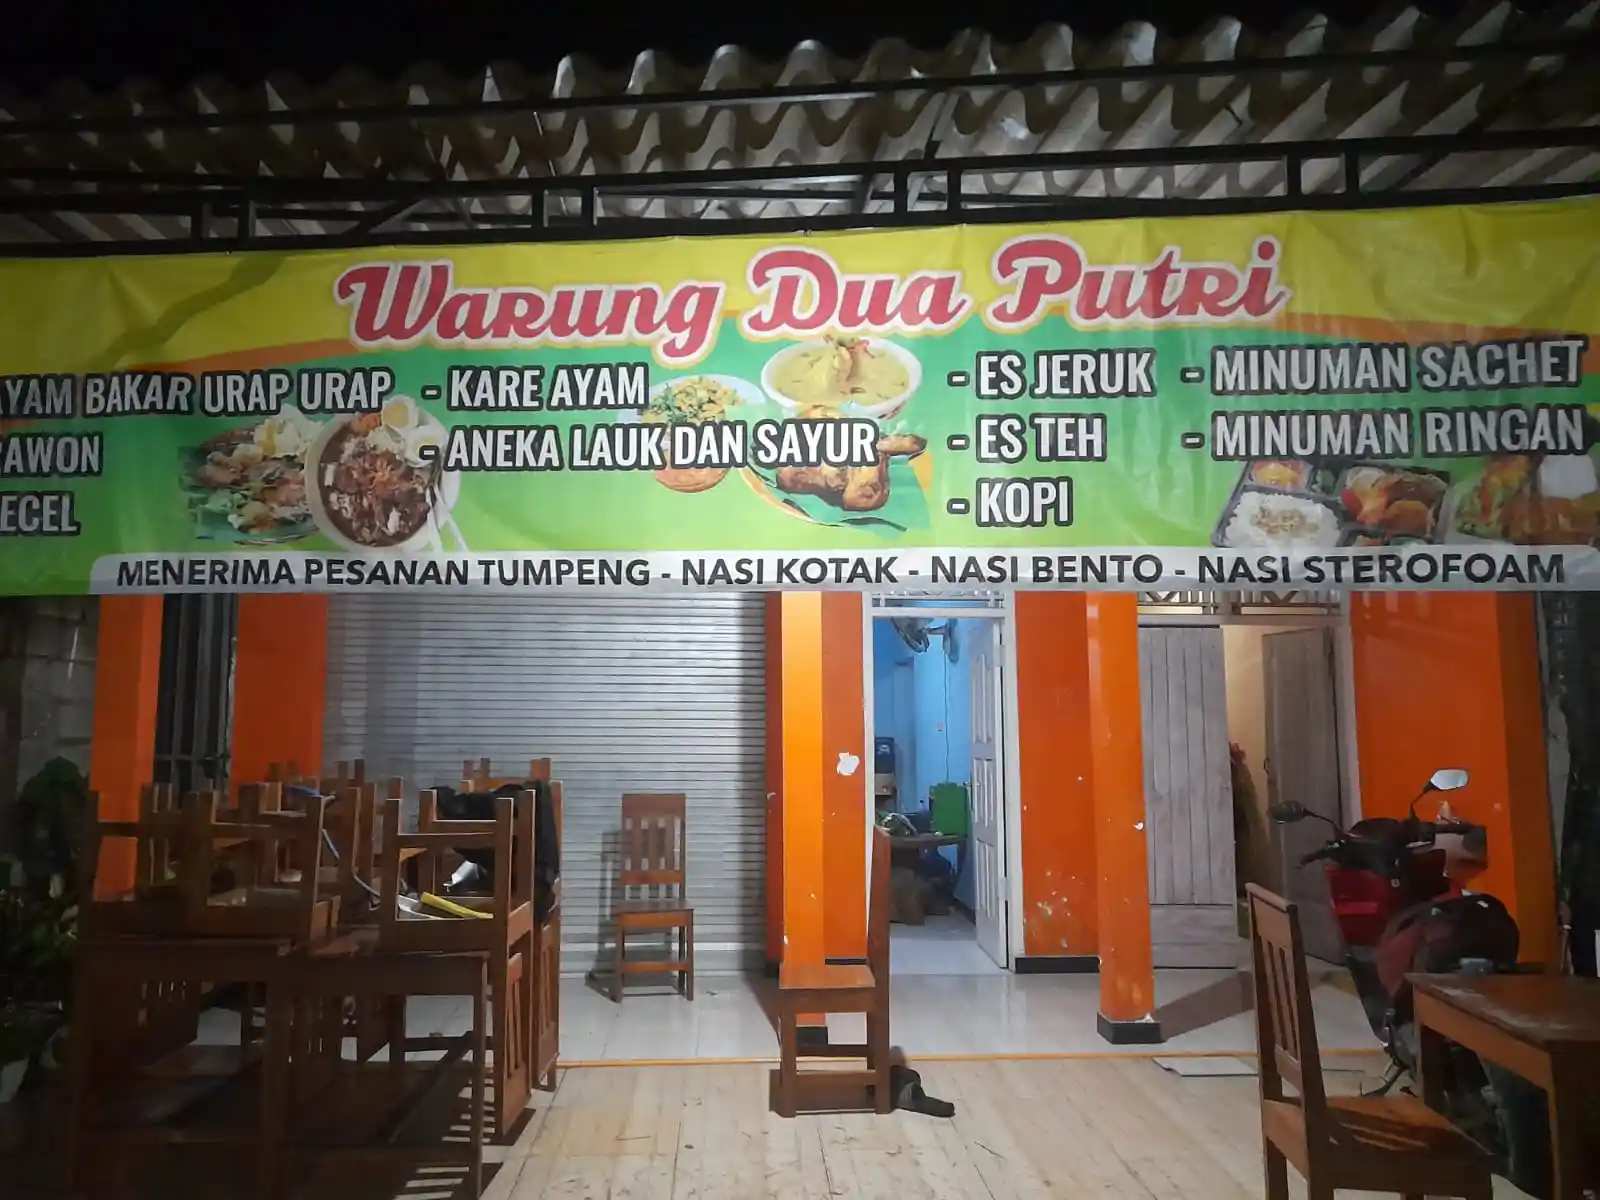 Warung Dua Putri
AYAM BAKAR URAP URAP
RAWON
ECEL
- KARE AYAM
- ANEKA LAUK DAN SAYUR
- ES JERUK
- ES TEH
- KOPI
- MINUMAN SACHET
- MINUMAN RINGAN
MENERIMA PESANAN TUMPENG - NASI KOTAK - NASI BENTO - NASI STEROFOAM